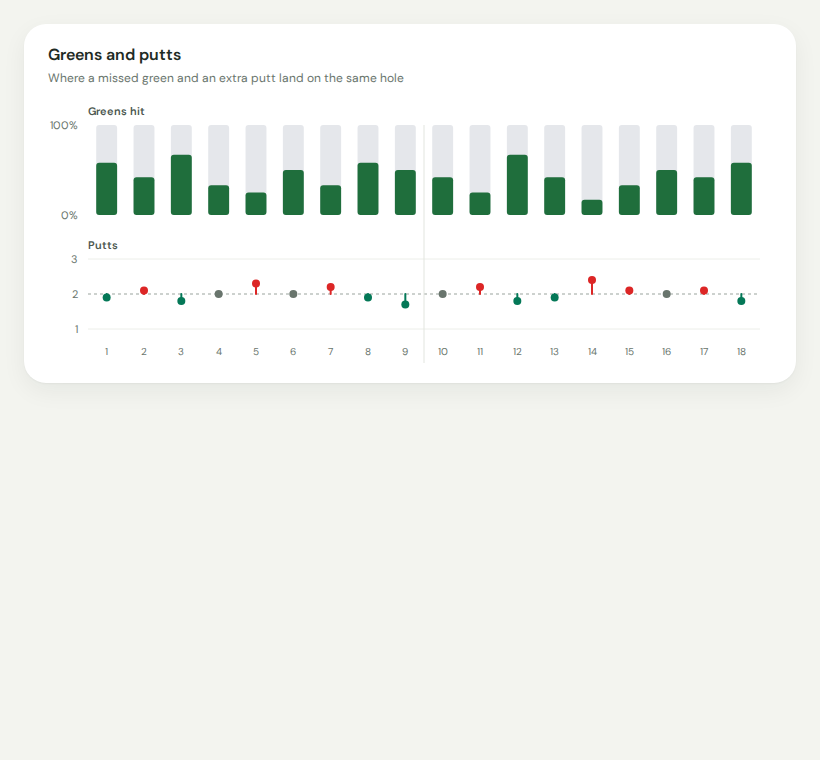 Greens and putts
Where a missed green and an extra putt land on the same hole
Greens hit
100%
0%
Putts
3
2
1
1 2 3 4 5 6 7 8 9 10 11 12 13 14 15 16 17 18